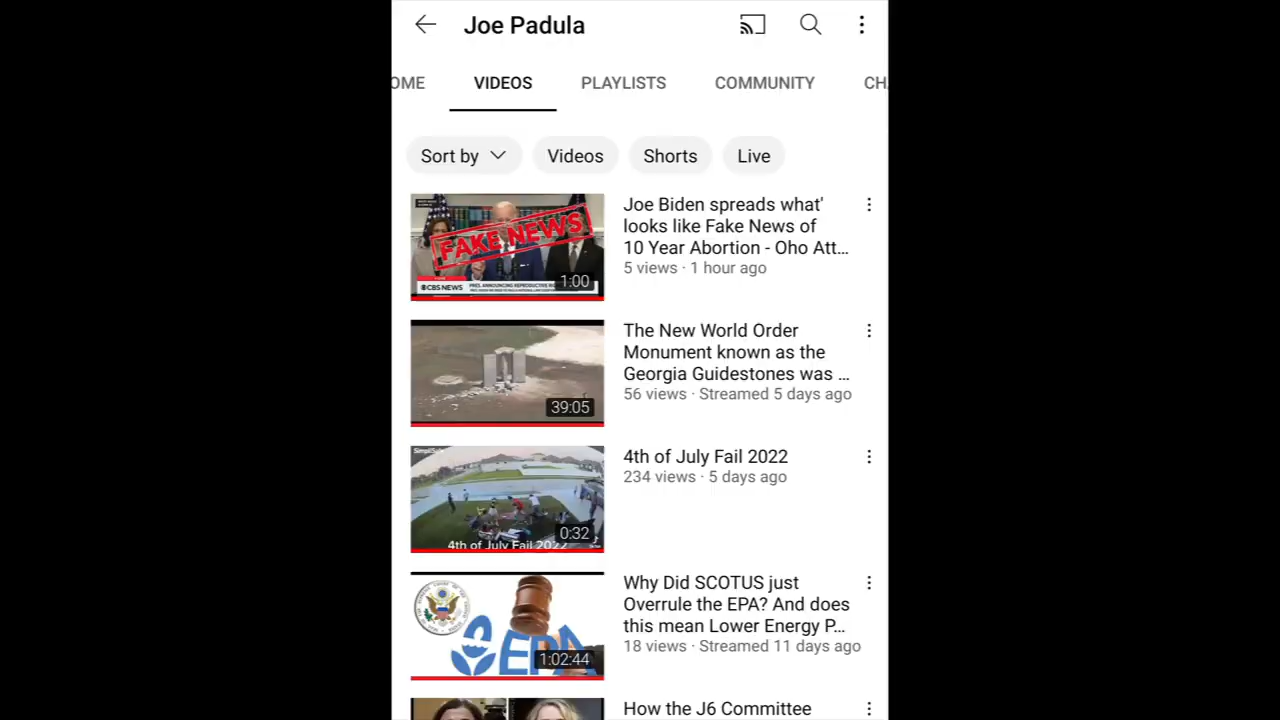 Joe Padula
OME VIDEOS PLAYLISTS COMMUNITY CH
Sort by Videos Shorts Live
FAKE NEWS
CBS NEWS
1:00
Joe Biden spreads what'
looks like Fake News of
10 Year Abortion - Oho Att...
5 views · 1 hour ago
39:05
The New World Order
Monument known as the
Georgia Guidestones was ...
56 views · Streamed 5 days ago
SimpliSafe
0:32
4th of July Fail 2022
4th of July Fail 2022
234 views · 5 days ago
EPA
1:02:44
Why Did SCOTUS just
Overrule the EPA? And does
this mean Lower Energy P...
18 views · Streamed 11 days ago
How the J6 Committee